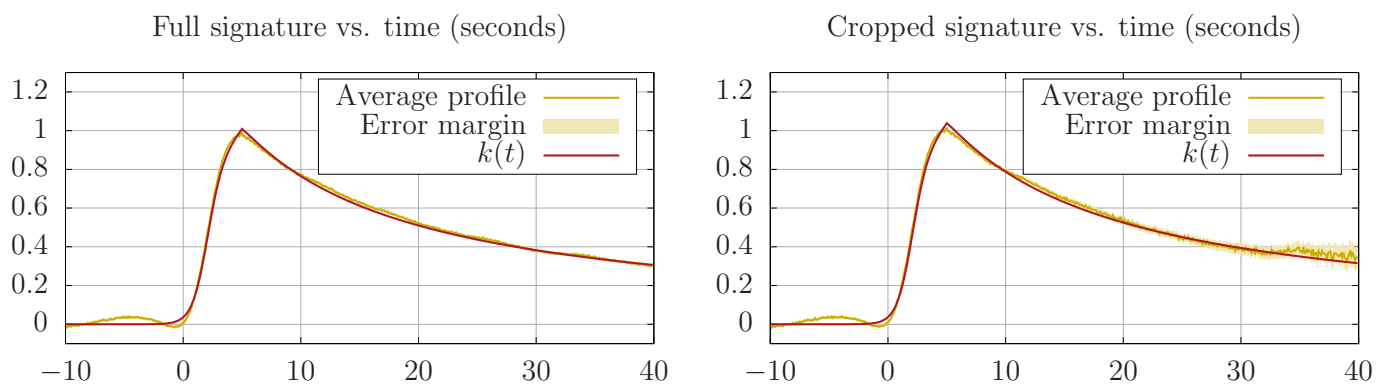 Full signature vs. time (seconds)
1.2
1
0.8
0.6
0.4
0.2
0
−10 0 10 20 30 40
Average profile
Error margin
k(t)
Cropped signature vs. time (seconds)
1.2
1
0.8
0.6
0.4
0.2
0
−10 0 10 20 30 40
Average profile
Error margin
k(t)